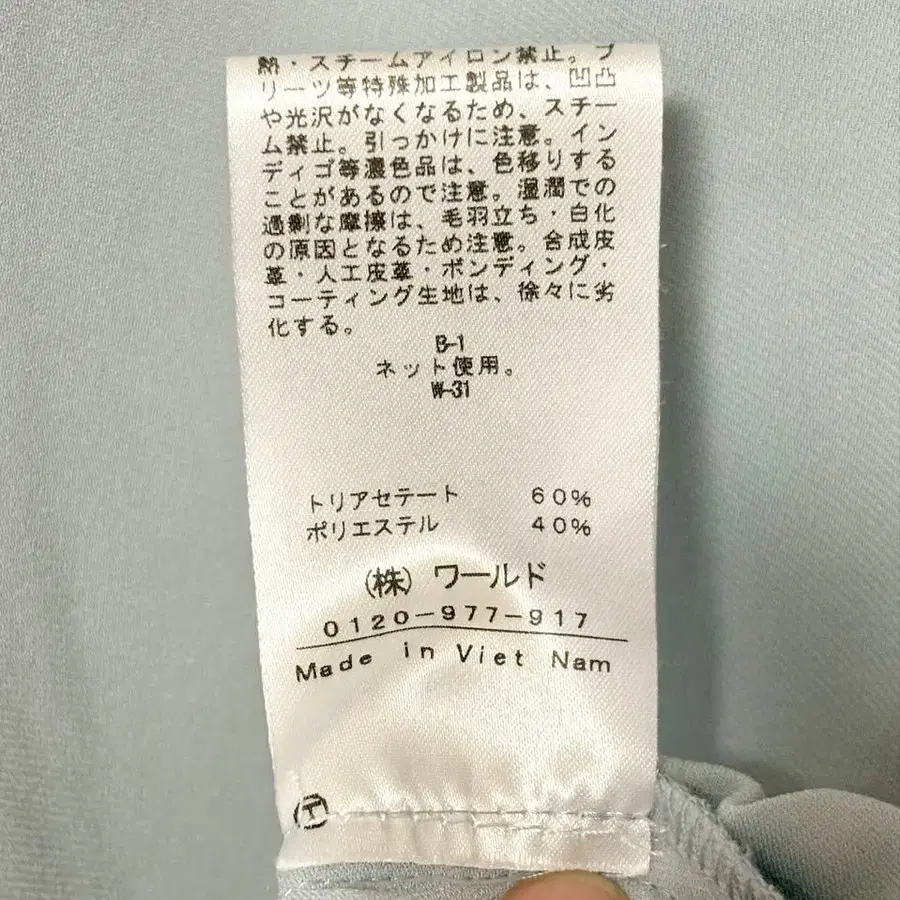 熱・スチームアイロン禁止。プ
リーツ等特殊加工製品は、凹凸
や光沢がなくなるため、スチー
ム禁止。引っかけに注意。イン
ディゴ等濃色品は、色移りする
ことがあるので注意。湿潤での
過剰な摩擦は、毛羽立ち・白化
の原因となるため注意。合成皮
革・人工皮革・ボンディング・
コーティング生地は、徐々に劣
化する。
B-1
ネット使用。
W-31
トリアセテート 60%
ポリエステル 40%
(株) ワールド
0120-977-917
Made in Viet Nam
T